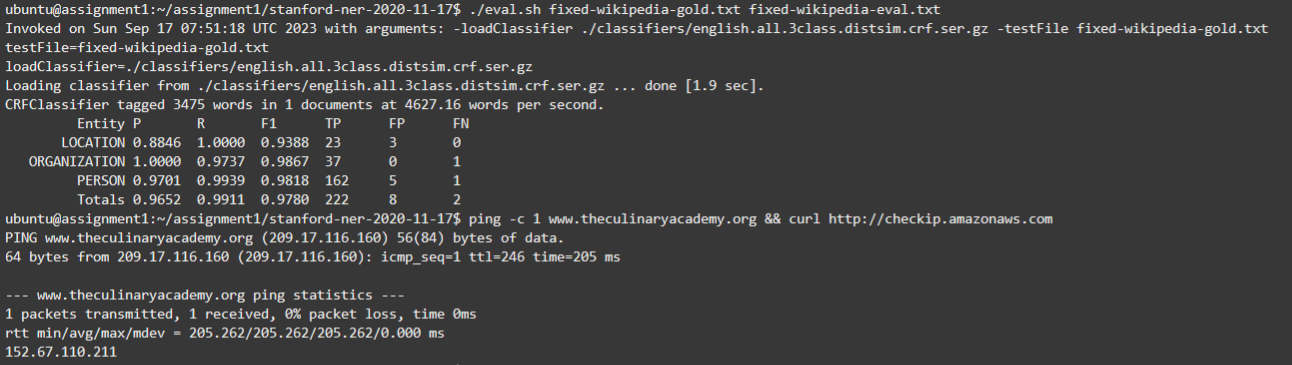 ubuntu@assignment1:~/assignment1/stanford-ner-2020-11-17$ ./eval.sh fixed-wikipedia-gold.txt fixed-wikipedia-eval.txt
Invoked on Sun Sep 17 07:51:18 UTC 2023 with arguments: -loadClassifier ./classifiers/english.all.3class.distsim.crf.ser.gz -testFile fixed-wikipedia-gold.txt
testFile=fixed-wikipedia-gold.txt
loadClassifier=./classifiers/english.all.3class.distsim.crf.ser.gz
Loading classifier from ./classifiers/english.all.3class.distsim.crf.ser.gz ... done [1.9 sec].
CRFClassifier tagged 3475 words in 1 documents at 4627.16 words per second.
Entity P R F1 TP FP FN
LOCATION 0.8846 1.0000 0.9388 23 3 0
ORGANIZATION 1.0000 0.9737 0.9867 37 0 1
PERSON 0.9701 0.9939 0.9818 162 5 1
Totals 0.9652 0.9911 0.9780 222 8 2
ubuntu@assignment1:~/assignment1/stanford-ner-2020-11-17$ ping -c 1 www.theculinaryacademy.org && curl http://checkip.amazonaws.com
PING www.theculinaryacademy.org (209.17.116.160) 56(84) bytes of data.
64 bytes from 209.17.116.160 (209.17.116.160): icmp_seq=1 ttl=246 time=205 ms
--- www.theculinaryacademy.org ping statistics ---
1 packets transmitted, 1 received, 0% packet loss, time 0ms
rtt min/avg/max/mdev = 205.262/205.262/205.262/0.000 ms
152.67.110.211